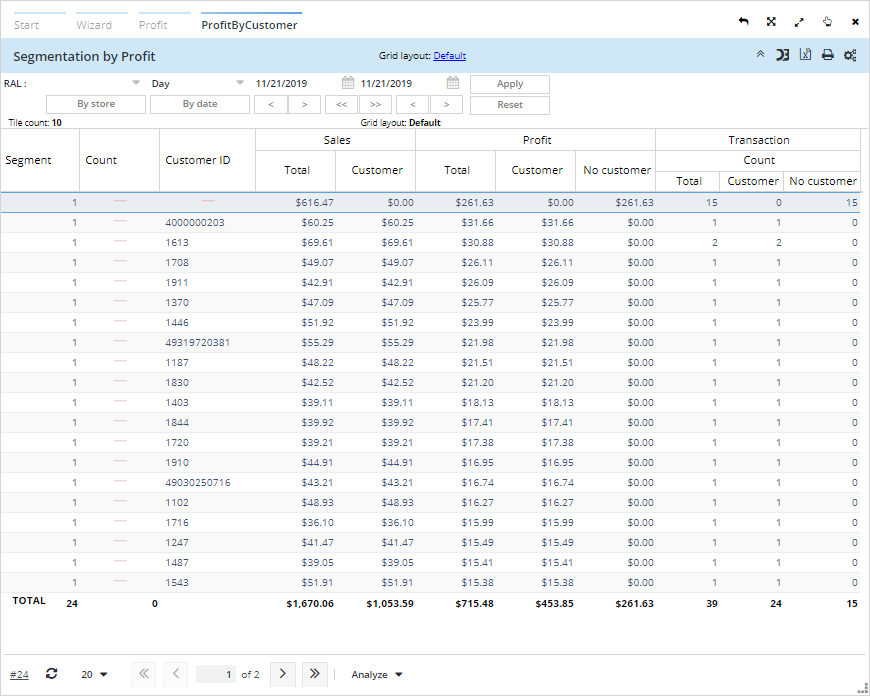 Start Wizard Profit ProfitByCustomer
Segmentation by Profit Grid layout: Default
RAL : Day 11/21/2019 11/21/2019 Apply
By store By date < > << >> < > Reset
Tile count: 10 Grid layout: Default
Sales Profit Transaction
Segment Count Customer ID Total Customer Total Customer No customer Count
Total Customer No customer
1 $616.47 $0.00 $261.63 $0.00 $261.63 15 0 15
1 4000000203 $60.25 $60.25 $31.66 $31.66 $0.00 1 1 0
1 1613 $69.61 $69.61 $30.88 $30.88 $0.00 2 2 0
1 1708 $49.07 $49.07 $26.11 $26.11 $0.00 1 1 0
1 1911 $42.91 $42.91 $26.09 $26.09 $0.00 1 1 0
1 1370 $47.09 $47.09 $25.77 $25.77 $0.00 1 1 0
1 1446 $51.92 $51.92 $23.99 $23.99 $0.00 1 1 0
1 49319720381 $55.29 $55.29 $21.98 $21.98 $0.00 1 1 0
1 1187 $48.22 $48.22 $21.51 $21.51 $0.00 1 1 0
1 1830 $42.52 $42.52 $21.20 $21.20 $0.00 1 1 0
1 1403 $39.11 $39.11 $18.13 $18.13 $0.00 1 1 0
1 1844 $39.92 $39.92 $17.41 $17.41 $0.00 1 1 0
1 1720 $39.21 $39.21 $17.38 $17.38 $0.00 1 1 0
1 1910 $44.91 $44.91 $16.95 $16.95 $0.00 1 1 0
1 49030250716 $43.21 $43.21 $16.74 $16.74 $0.00 1 1 0
1 1102 $48.93 $48.93 $16.27 $16.27 $0.00 1 1 0
1 1716 $36.10 $36.10 $15.99 $15.99 $0.00 1 1 0
1 1247 $41.47 $41.47 $15.49 $15.49 $0.00 1 1 0
1 1487 $39.05 $39.05 $15.41 $15.41 $0.00 1 1 0
1 1543 $51.91 $51.91 $15.38 $15.38 $0.00 1 1 0
TOTAL 24 0 $1,670.06 $1,053.59 $715.48 $453.85 $261.63 39 24 15
#24 20 1 of 2 Analyze